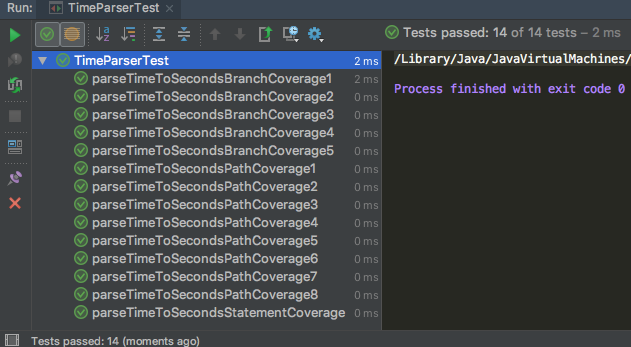 Run: TimeParserTest
Tests passed: 14 of 14 tests – 2 ms
TimeParserTest 2 ms
parseTimeToSecondsBranchCoverage1 2 ms
parseTimeToSecondsBranchCoverage2 0 ms
parseTimeToSecondsBranchCoverage3 0 ms
parseTimeToSecondsBranchCoverage4 0 ms
parseTimeToSecondsBranchCoverage5 0 ms
parseTimeToSecondsPathCoverage1 0 ms
parseTimeToSecondsPathCoverage2 0 ms
parseTimeToSecondsPathCoverage3 0 ms
parseTimeToSecondsPathCoverage4 0 ms
parseTimeToSecondsPathCoverage5 0 ms
parseTimeToSecondsPathCoverage6 0 ms
parseTimeToSecondsPathCoverage7 0 ms
parseTimeToSecondsPathCoverage8 0 ms
parseTimeToSecondsStatementCoverage 0 ms
/Library/Java/JavaVirtualMachines/
Process finished with exit code 0
Tests passed: 14 (moments ago)